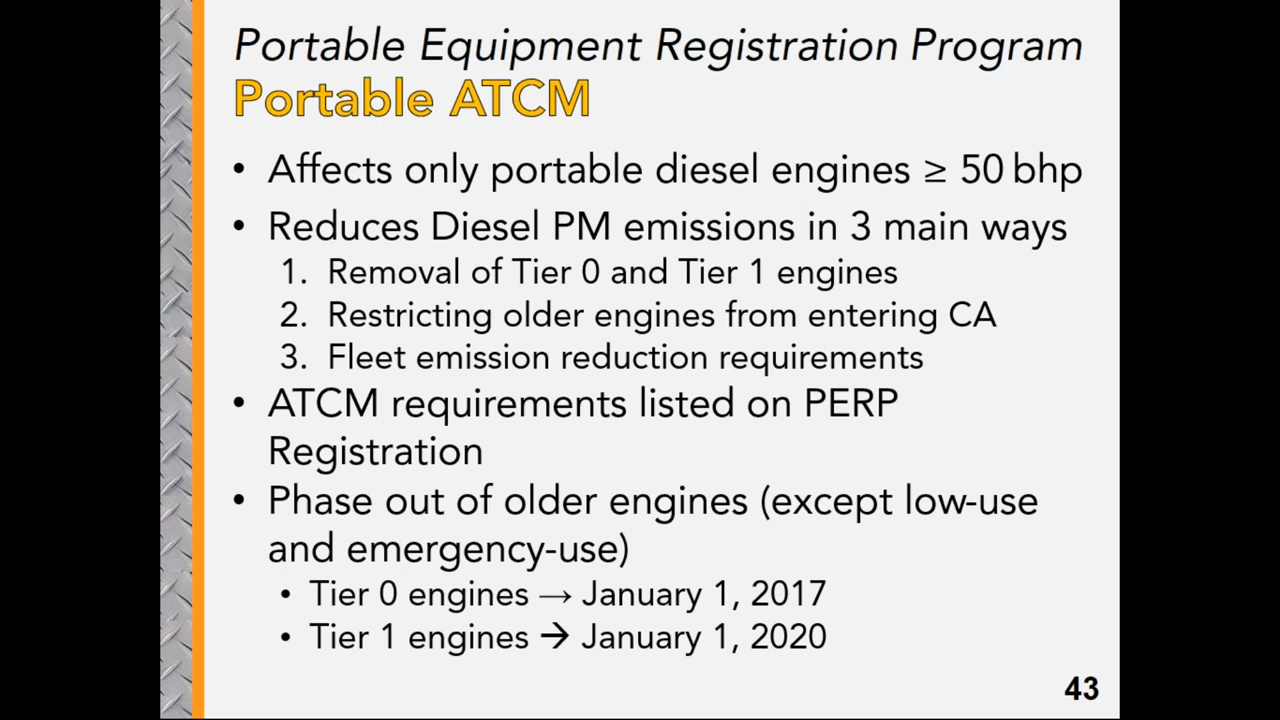 Portable Equipment Registration Program
Portable ATCM
• Affects only portable diesel engines ≥ 50 bhp
• Reduces Diesel PM emissions in 3 main ways
1. Removal of Tier 0 and Tier 1 engines
2. Restricting older engines from entering CA
3. Fleet emission reduction requirements
• ATCM requirements listed on PERP
Registration
• Phase out of older engines (except low-use
and emergency-use)
• Tier 0 engines → January 1, 2017
• Tier 1 engines → January 1, 2020
43